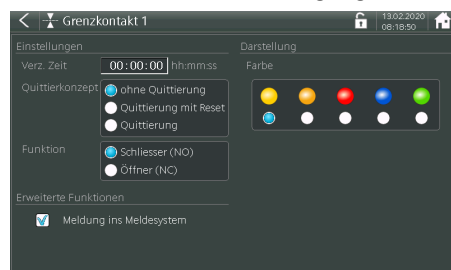 Grenzkontakt 1
13.02.2020
08:18:50
Einstellungen
Verz. Zeit 00:00:00 hh:mm:ss
Quittierkonzept
ohne Quittierung
Quittierung mit Reset
Quittierung
Funktion
Schliesser (NO)
Öffner (NC)
Erweiterte Funktionen
Meldung ins Meldesystem
Darstellung
Farbe